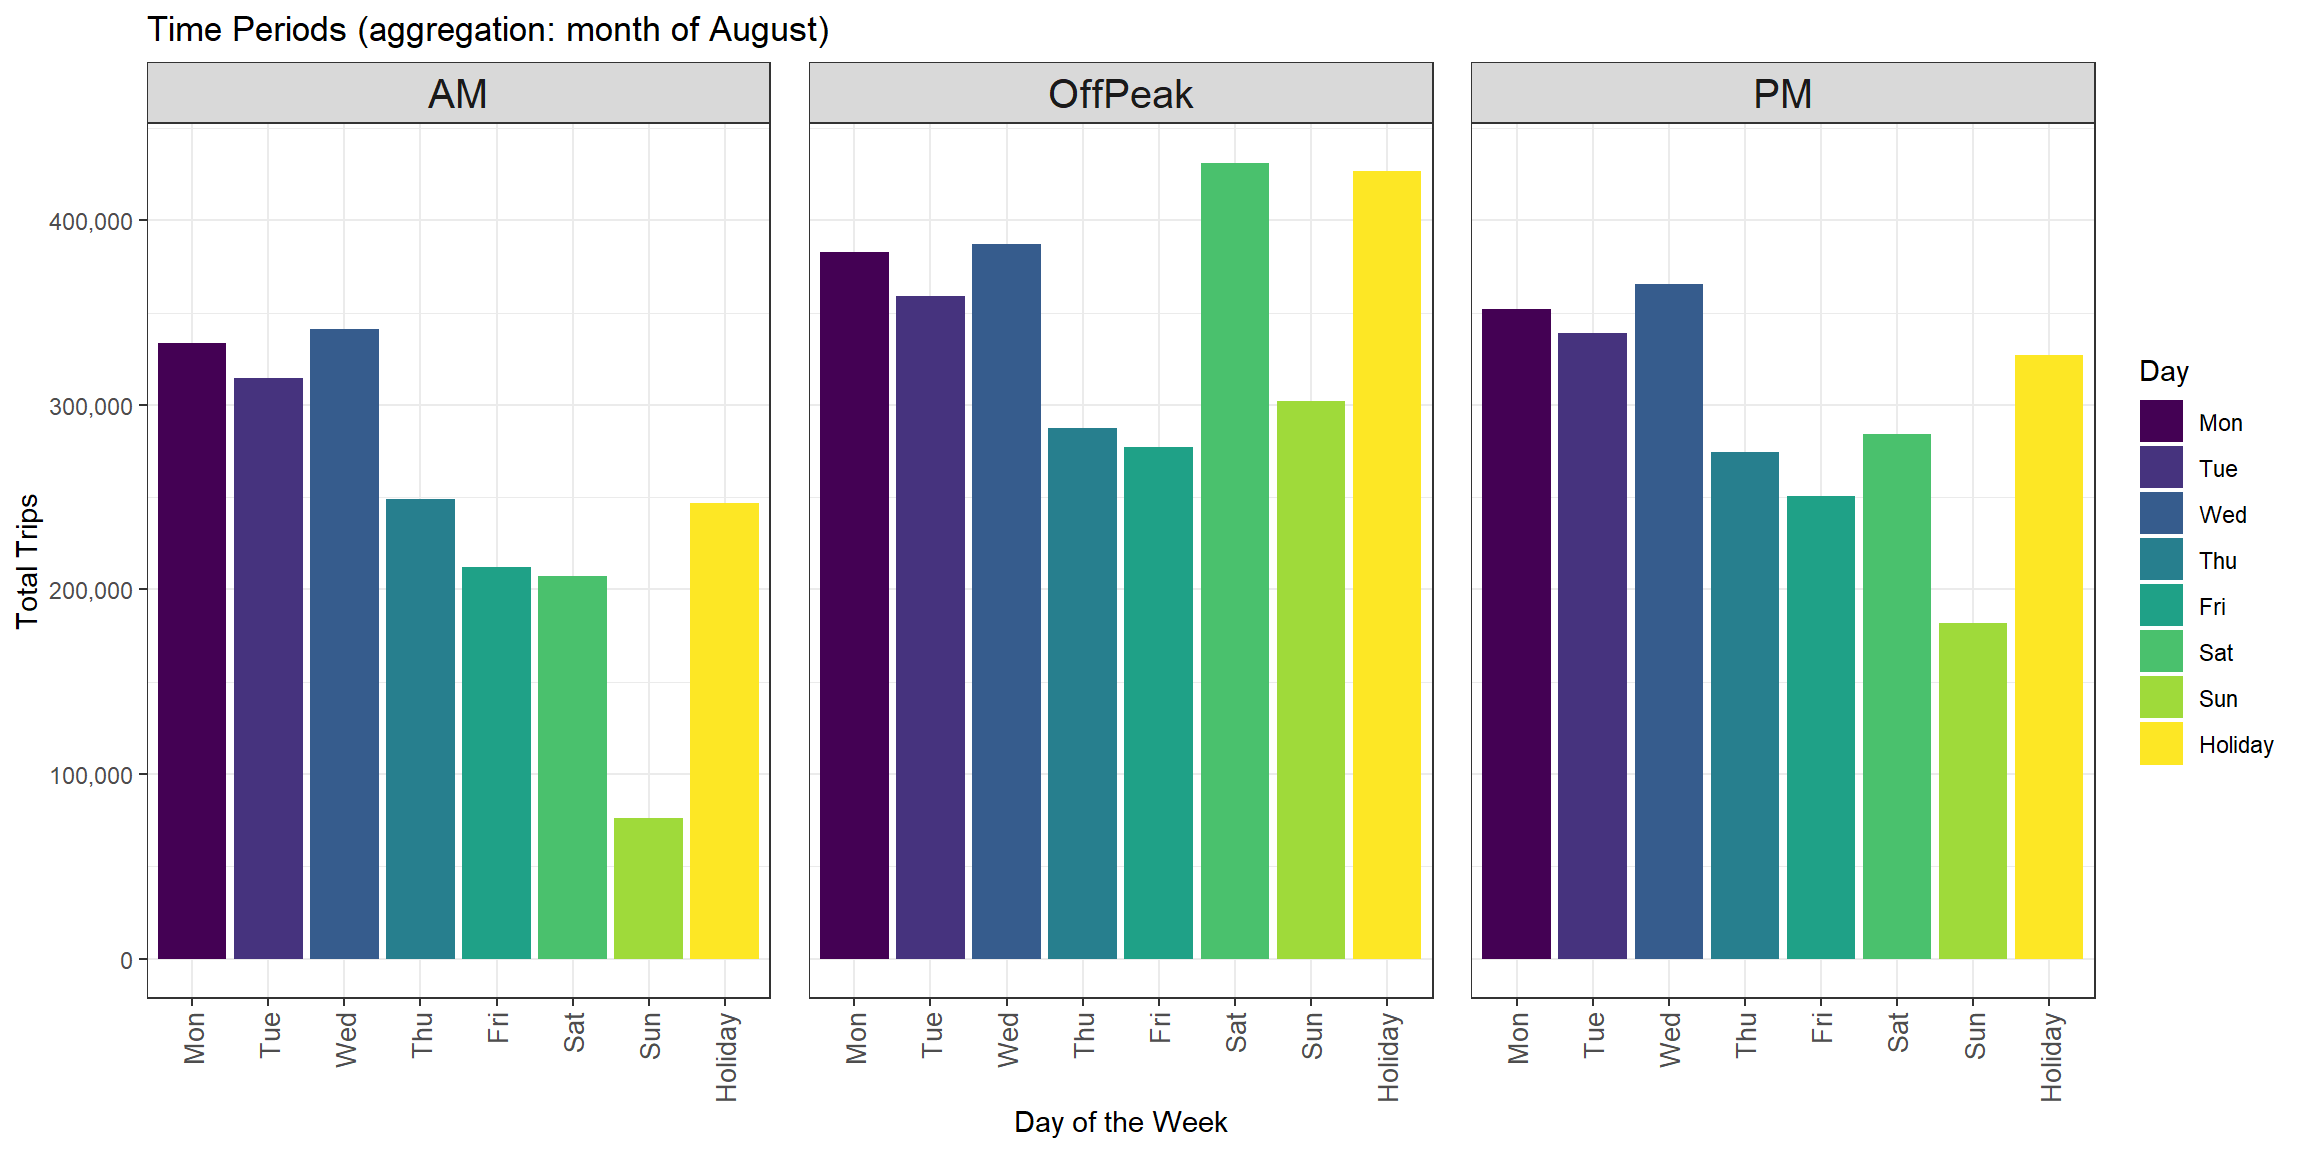 Time Periods (aggregation: month of August)
AM
OffPeak
PM
Total Trips
400,000
300,000
200,000
100,000
0
Mon
Tue
Wed
Thu
Fri
Sat
Sun
Holiday
Mon
Tue
Wed
Thu
Fri
Sat
Sun
Holiday
Mon
Tue
Wed
Thu
Fri
Sat
Sun
Holiday
Day of the Week
Day
Mon
Tue
Wed
Thu
Fri
Sat
Sun
Holiday